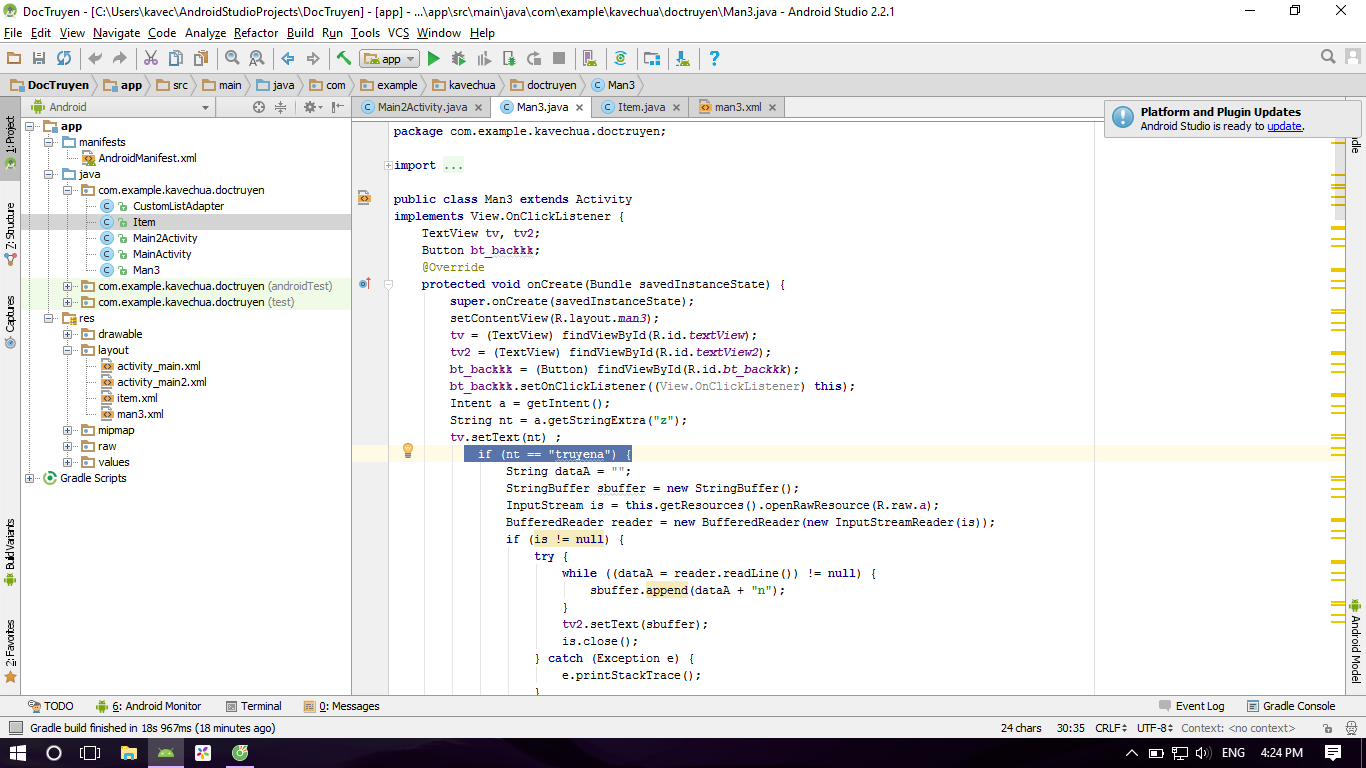 DocTruyen - [C:\Users\kavec\AndroidStudioProjects\DocTruyen] - [app] - ...\app\src\main\java\com\example\kavechua\doctruyen\Man3.java - Android Studio 2.2.1
File Edit View Navigate Code Analyze Refactor Build Run Tools VCS Window Help
app
DocTruyen app src main java com example kavechua doctruyen Man3
Android
Main2Activity.java Man3.java Item.java man3.xml
Platform and Plugin Updates
Android Studio is ready to update.
1: Project
7: Structure
Captures
Build Variants
2: Favorites
app
manifests
AndroidManifest.xml
java
com.example.kavechua.doctruyen
CustomListAdapter
Item
Main2Activity
MainActivity
Man3
com.example.kavechua.doctruyen (androidTest)
com.example.kavechua.doctruyen (test)
res
drawable
layout
activity_main.xml
activity_main2.xml
item.xml
man3.xml
mipmap
raw
values
Gradle Scripts
package com.example.kavechua.doctruyen;
import ...
public class Man3 extends Activity
implements View.OnClickListener {
TextView tv, tv2;
Button bt_backkk;
@Override
protected void onCreate(Bundle savedInstanceState) {
super.onCreate(savedInstanceState);
setContentView(R.layout.man3);
tv = (TextView) findViewById(R.id.textView);
tv2 = (TextView) findViewById(R.id.textView2);
bt_backkk = (Button) findViewById(R.id.bt_backkk);
bt_backkk.setOnClickListener((View.OnClickListener) this);
Intent a = getIntent();
String nt = a.getStringExtra("z");
tv.setText(nt) ;
if (nt == "truyena") {
String dataA = "";
StringBuffer sbuffer = new StringBuffer();
InputStream is = this.getResources().openRawResource(R.raw.a);
BufferedReader reader = new BufferedReader(new InputStreamReader(is));
if (is != null) {
try {
while ((dataA = reader.readLine()) != null) {
sbuffer.append(dataA + "n");
}
tv2.setText(sbuffer);
is.close();
} catch (Exception e) {
e.printStackTrace();
}
Android Model
TODO 6: Android Monitor Terminal 0: Messages Event Log Gradle Console
Gradle build finished in 18s 967ms (18 minutes ago) 24 chars 30:35 CRLF UTF-8 Context: <no context>
ENG 4:24 PM